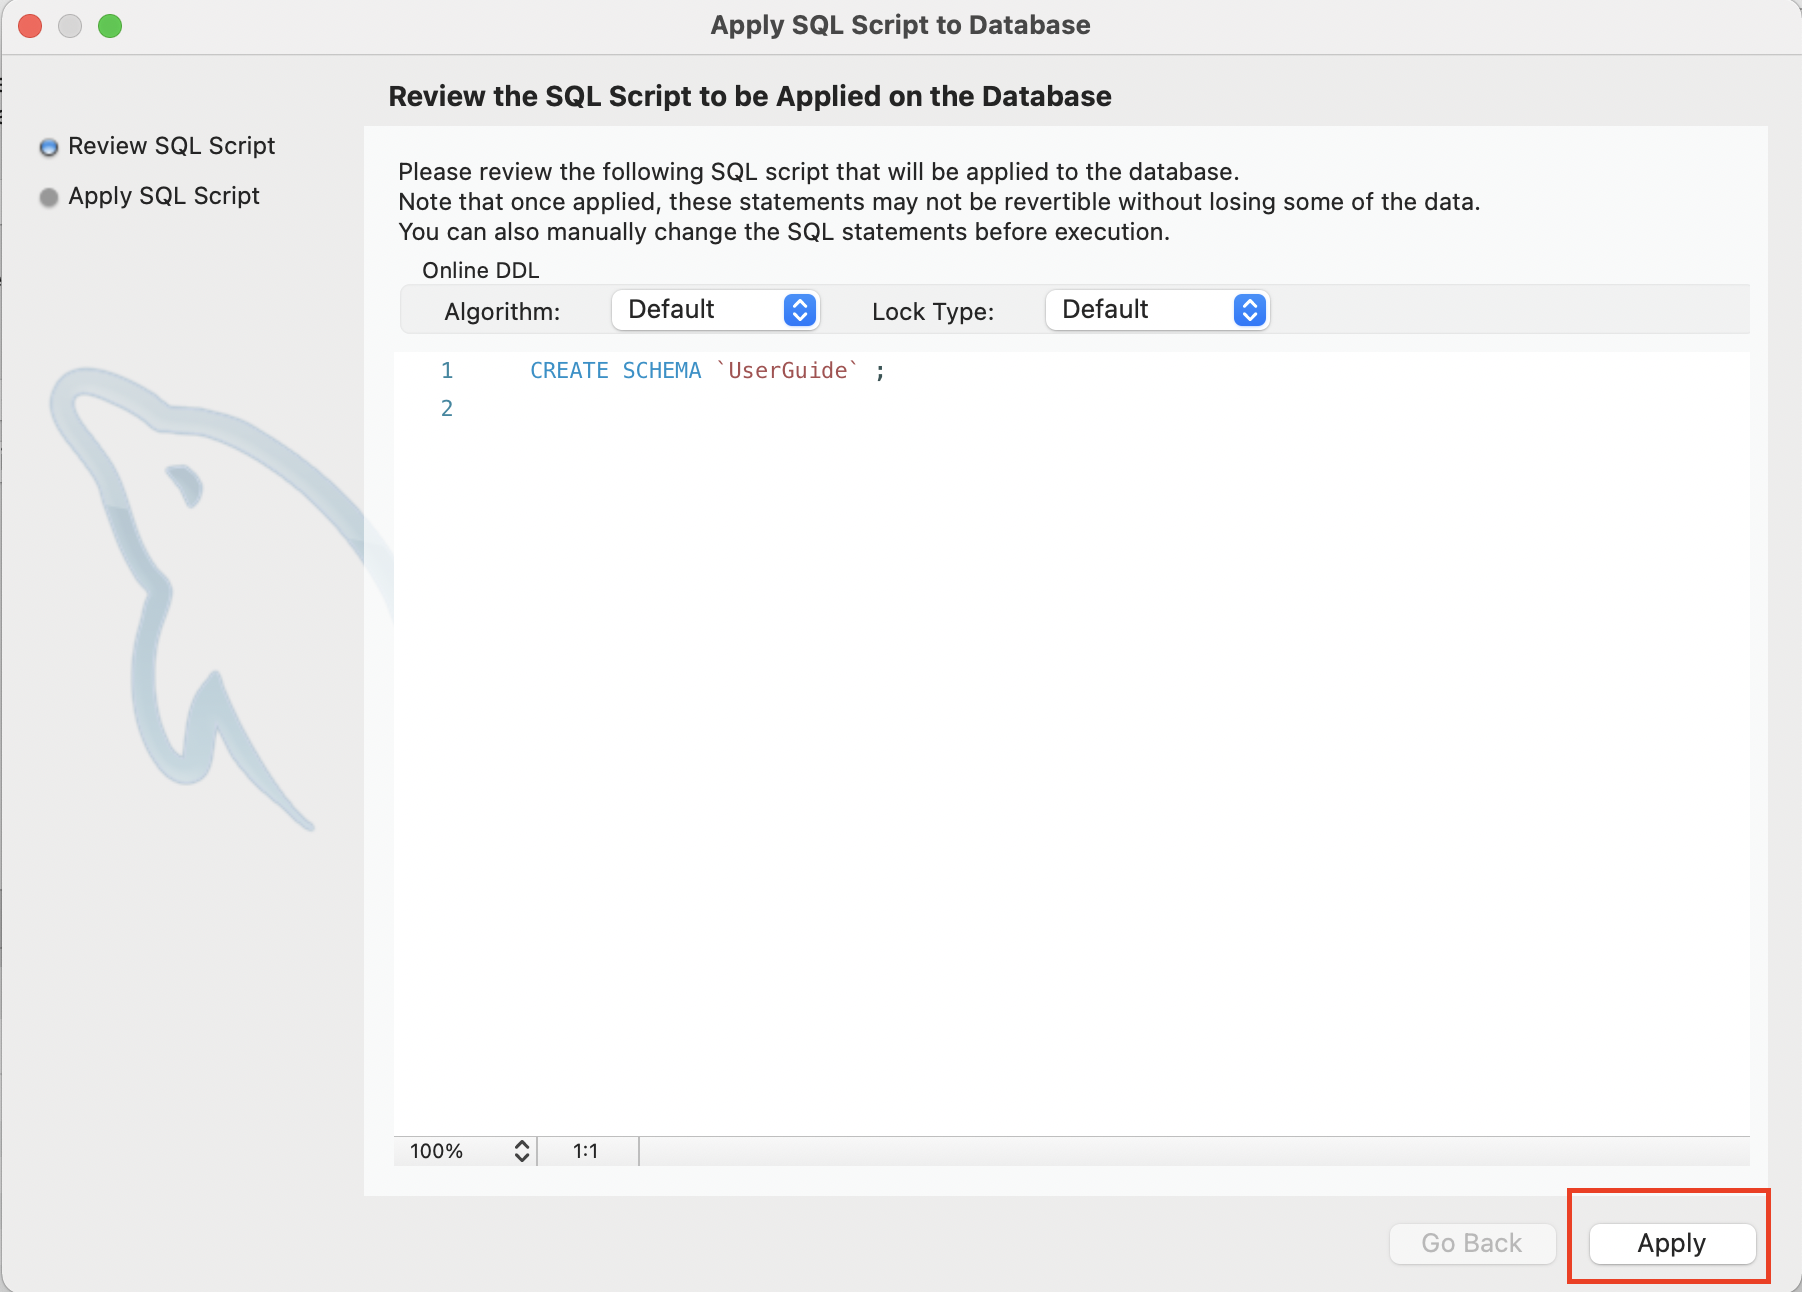 Apply SQL Script to Database
Review the SQL Script to be Applied on the Database
Review SQL Script
Apply SQL Script
Please review the following SQL script that will be applied to the database.
Note that once applied, these statements may not be revertible without losing some of the data.
You can also manually change the SQL statements before execution.
Online DDL
Algorithm: Default Lock Type: Default
1 CREATE SCHEMA `UserGuide` ;
2
100% 1:1
Go Back Apply